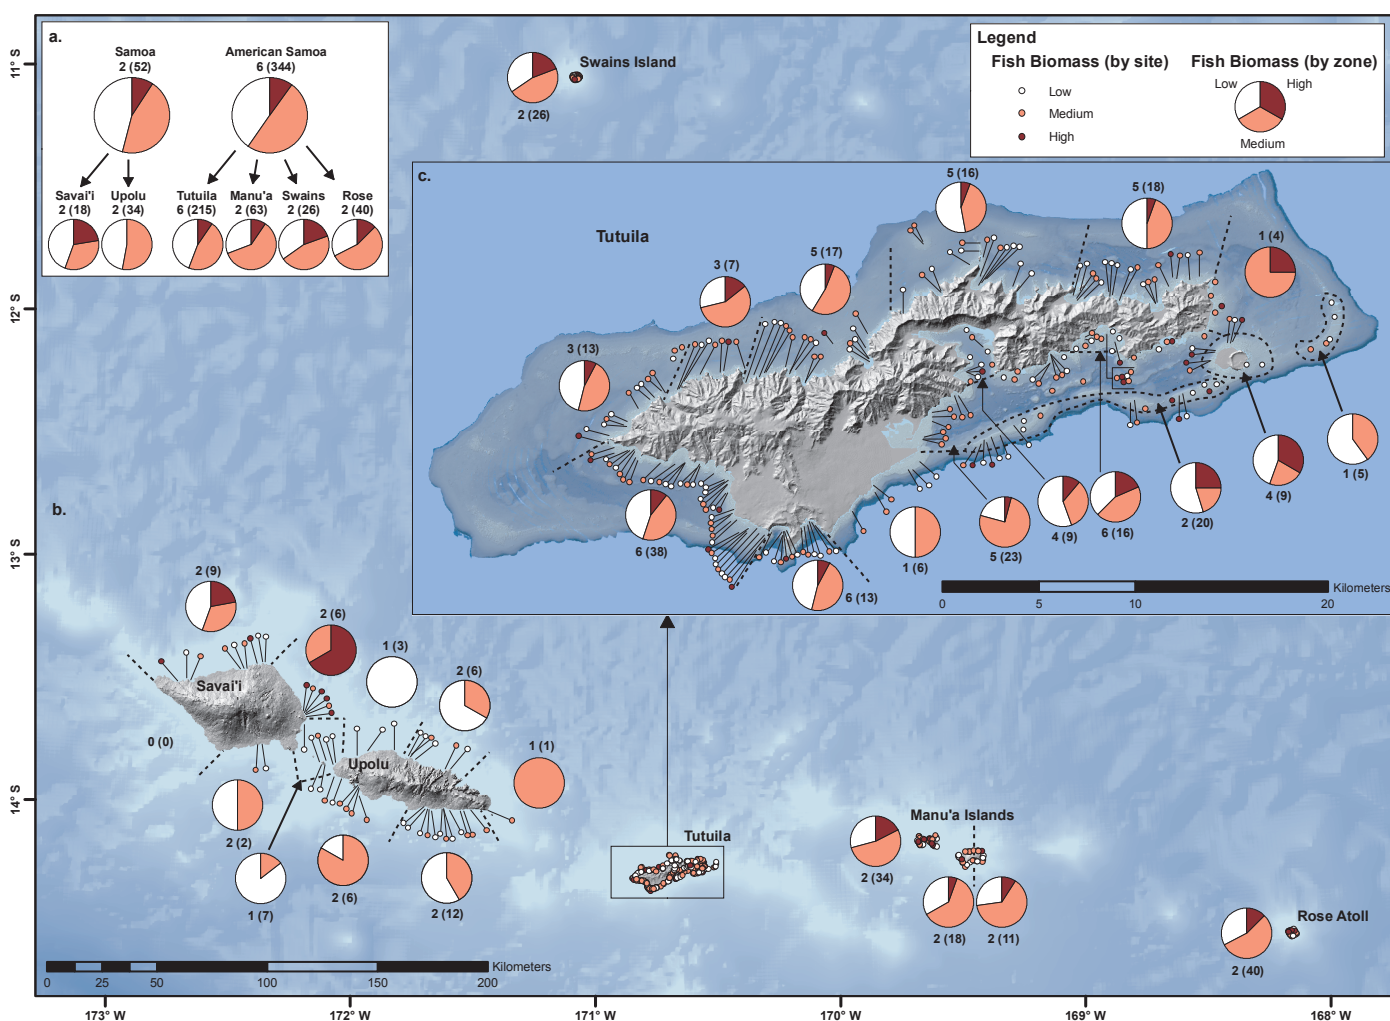 a.
Samoa
2 (52)
American Samoa
6 (344)
Savai'i
2 (18)
Upolu
2 (34)
Tutuila
6 (215)
Manu'a
2 (63)
Swains
2 (26)
Rose
2 (40)
Swains Island
2 (26)
Legend
Fish Biomass (by site)
Low
Medium
High
Fish Biomass (by zone)
Low
High
Medium
c.
Tutuila
5 (16)
5 (18)
1 (4)
3 (7)
5 (17)
3 (13)
6 (38)
6 (13)
1 (6)
5 (23)
4 (9)
6 (16)
2 (20)
4 (9)
1 (5)
0
5
10
20
Kilometers
b.
2 (9)
2 (6)
1 (3)
2 (6)
1 (1)
Savai'i
0 (0)
Upolu
2 (2)
1 (7)
2 (6)
2 (12)
Tutuila
Manu'a Islands
2 (34)
2 (18)
2 (11)
Rose Atoll
2 (40)
0
25
50
100
150
200
Kilometers
11° S
12° S
13° S
14° S
173° W
172° W
171° W
170° W
169° W
168° W